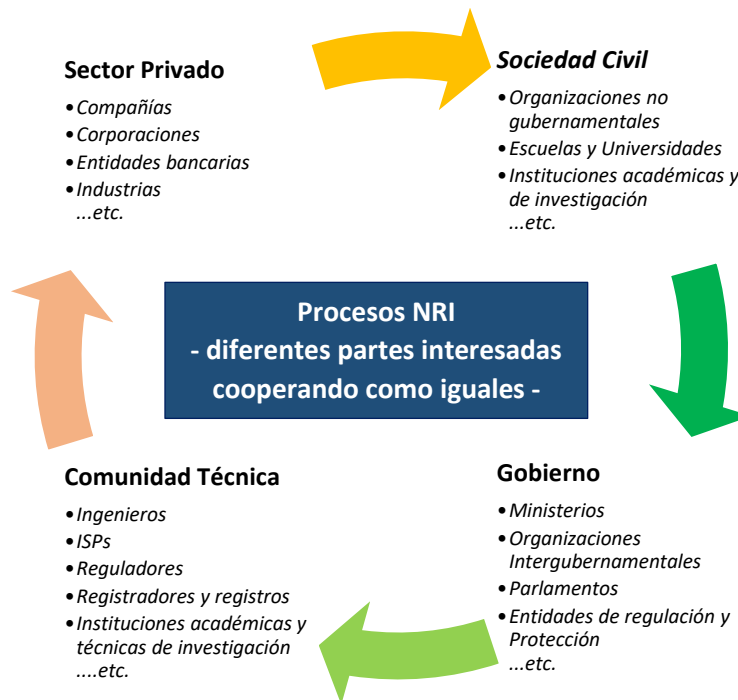 Sector Privado
•Compañías
•Corporaciones
•Entidades bancarias
•Industrias
...etc.
Sociedad Civil
•Organizaciones no
gubernamentales
•Escuelas y Universidades
•Instituciones académicas y
de investigación
...etc.
Procesos NRI
- diferentes partes interesadas
cooperando como iguales -
Comunidad Técnica
•Ingenieros
•ISPs
•Reguladores
•Registradores y registros
•Instituciones académicas y
técnicas de investigación
....etc.
Gobierno
•Ministerios
•Organizaciones
Intergubernamentales
•Parlamentos
•Entidades de regulación y
Protección
...etc.